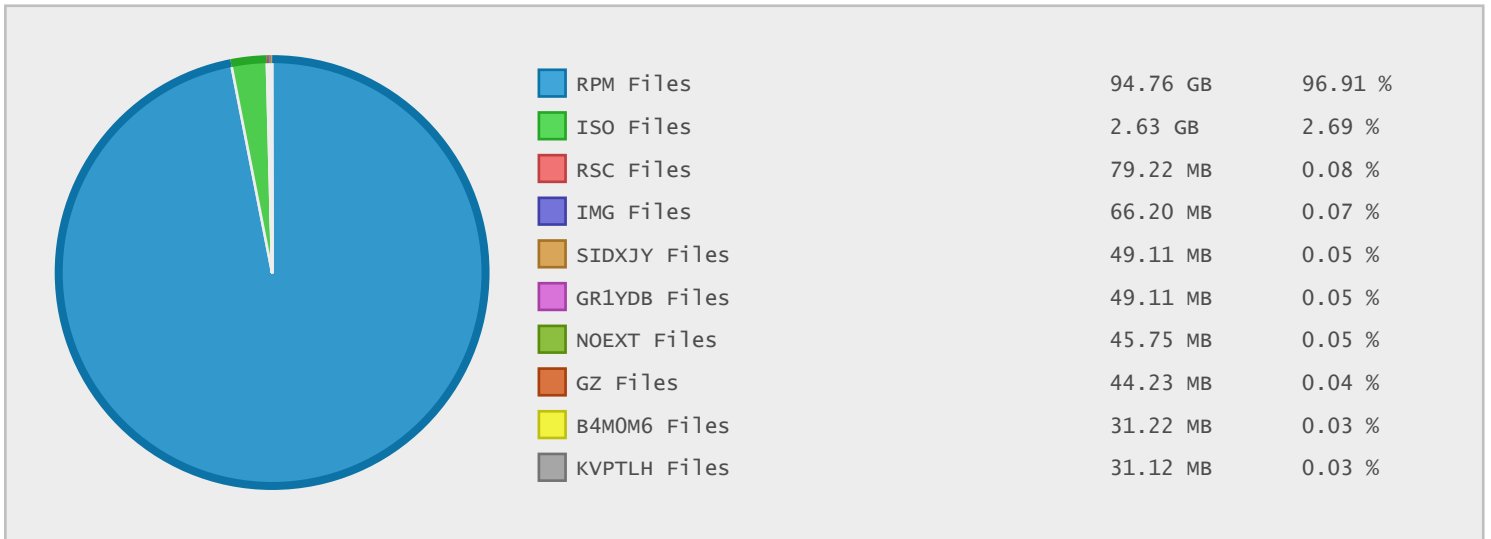 RPM Files 94.76 GB 96.91 %
ISO Files 2.63 GB 2.69 %
RSC Files 79.22 MB 0.08 %
IMG Files 66.20 MB 0.07 %
SIDXJY Files 49.11 MB 0.05 %
GR1YDB Files 49.11 MB 0.05 %
NOEXT Files 45.75 MB 0.05 %
GZ Files 44.23 MB 0.04 %
B4M0M6 Files 31.22 MB 0.03 %
KVPTLH Files 31.12 MB 0.03 %